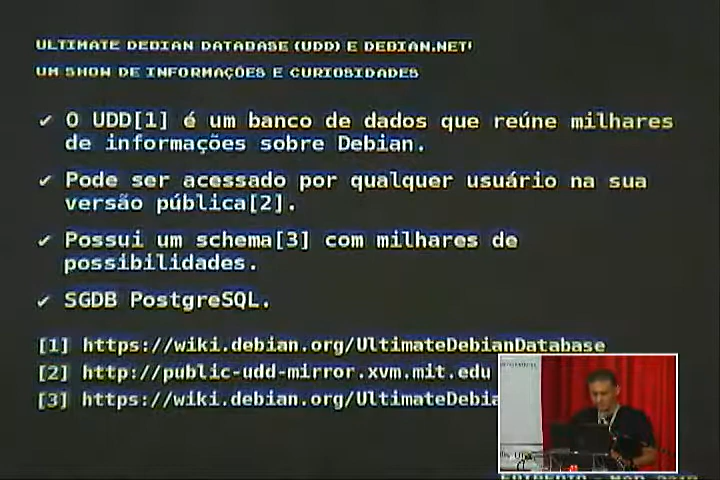 ULTIMATE DEBIAN DATABASE (UDD) E DEBIAN.NET!
UM SHOW DE INFORMAÇÕES E CURIOSIDADES
✔ O UDD[1] é um banco de dados que reúne milhares
de informações sobre Debian.
✔ Pode ser acessado por qualquer usuário na sua
versão pública[2].
✔ Possui um schema[3] com milhares de
possibilidades.
✔ SGDB PostgreSQL.
[1] https://wiki.debian.org/UltimateDebianDatabase
[2] http://public-udd-mirror.xvm.mit.edu
[3] https://wiki.debian.org/UltimateDebia